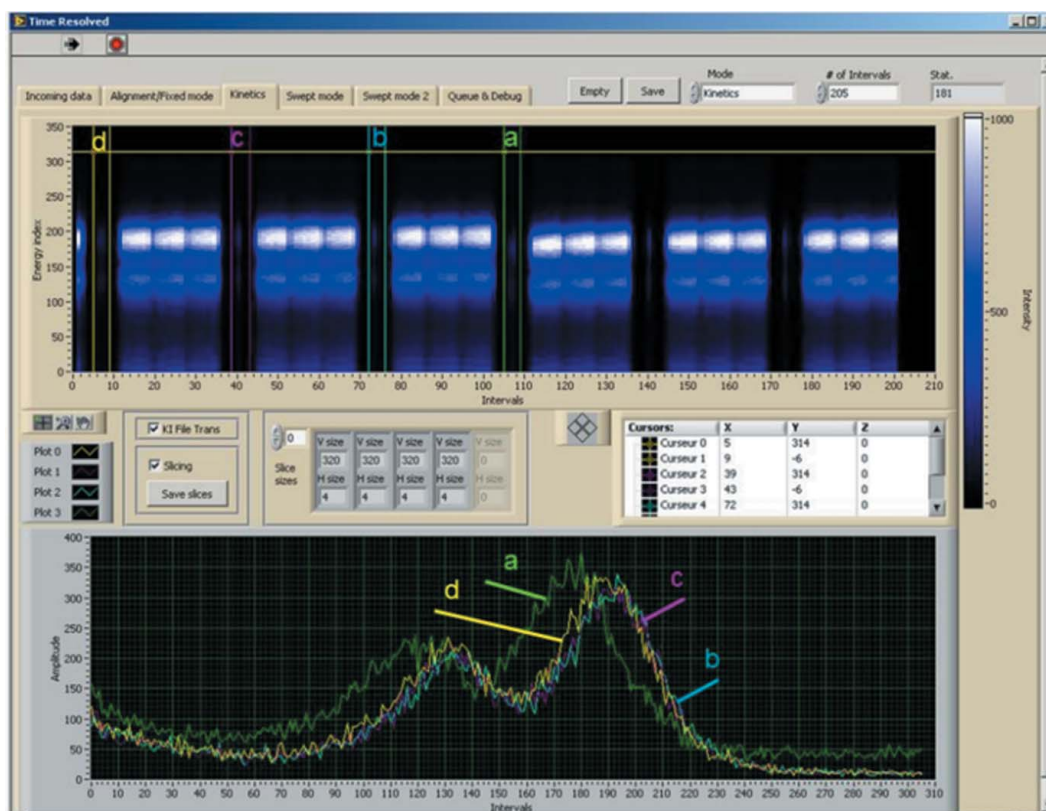 Time Resolved
Mode
# of Intervals
Stat.
Incoming data Alignment/Fixed mode Kinetics Swept mode Swept mode 2 Queue & Debug Empty Save Kinetics 205 181
350
300
250
200
150
100
50
0
Energy index
d c b a
0 10 20 30 40 50 60 70 80 90 100 110 120 130 140 150 160 170 180 190 200 210
Intervals
1000
500
0
Intensity
Plot 0
Plot 1
Plot 2
Plot 3
KI File Trans
Slicing
Save slices
0
Slice sizes
V size V size V size V size V size
320 320 320 320 0
H size H size H size H size H size
4 4 4 4 0
Cursors: X Y Z
Curseur 0 5 314 0
Curseur 1 9 -6 0
Curseur 2 39 314 0
Curseur 3 43 -6 0
Curseur 4 72 314 0
400
350
300
250
200
150
100
50
0
Amplitude
a
d
c
b
0 10 20 30 40 50 60 70 80 90 100 110 120 130 140 150 160 170 180 190 200 210 220 230 240 250 260 270 280 290 300 310
Intervals